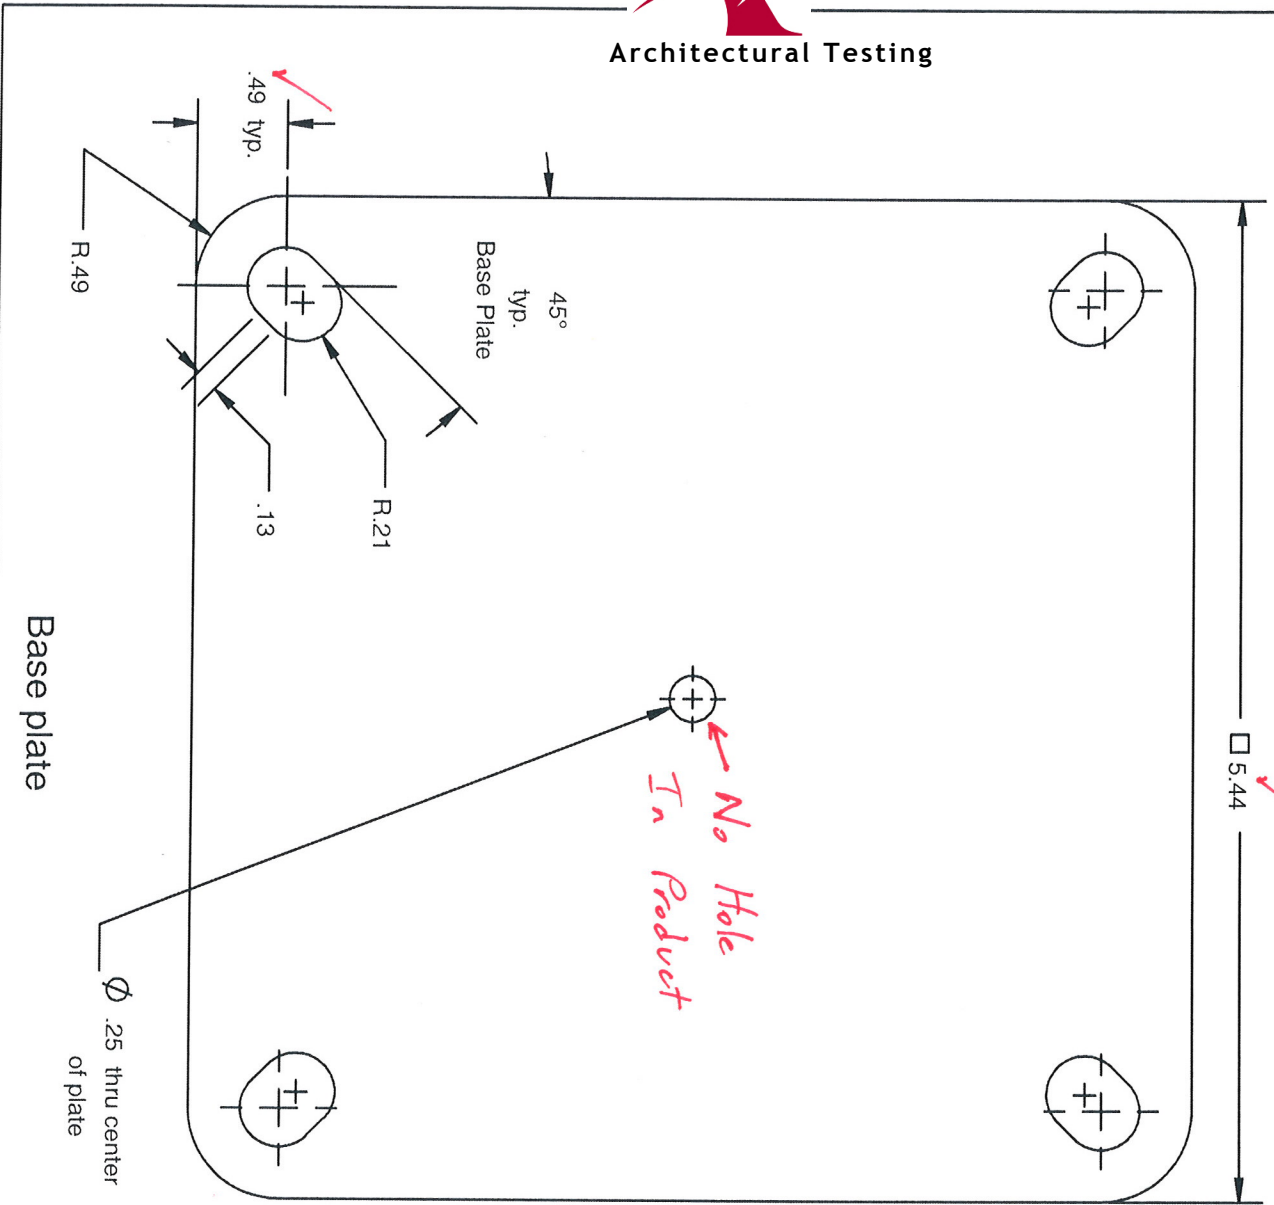 Architectural Testing
.49 typ.
R.49
45°
typ.
Base Plate
R.21
.13
□ 5.44
No Hole
In Product
Ø .25 thru center
of plate
Base plate